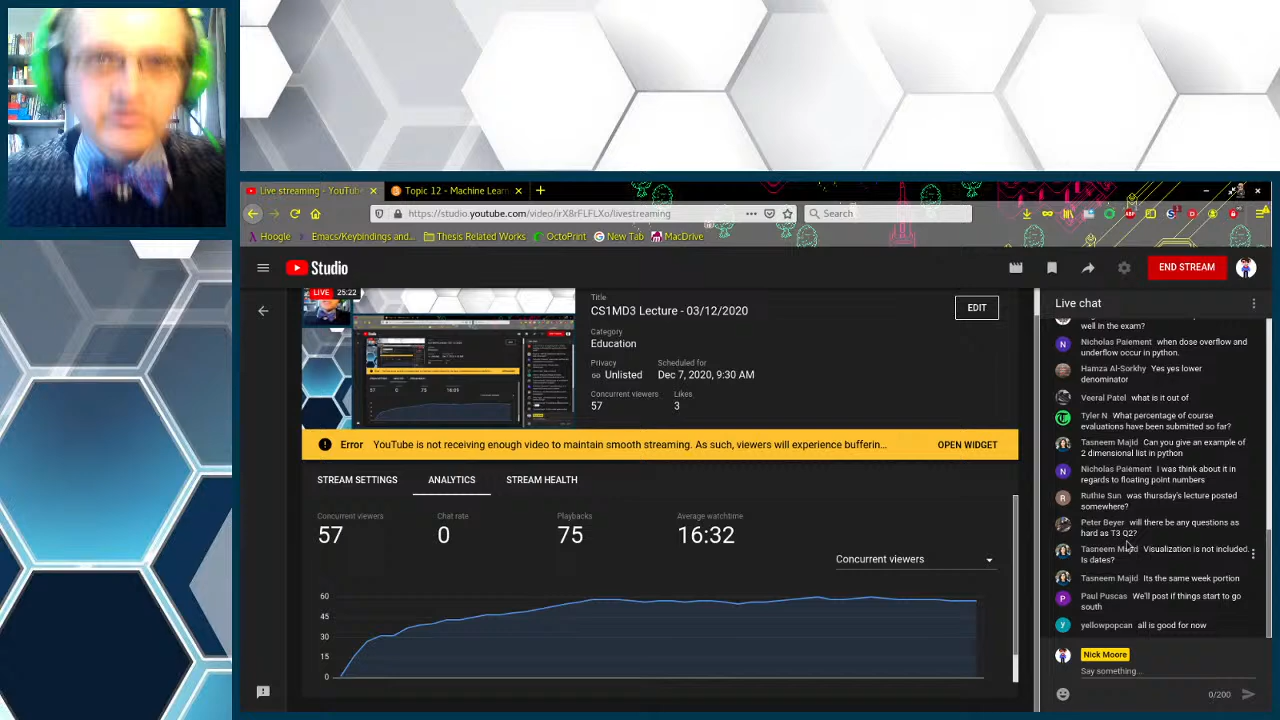 Live streaming - YouTube
Topic 12 - Machine Learn
https://studio.youtube.com/video/irX8rFLFLXo/livestreaming
Search
Hoogle
Emacs/Keybindings and...
Thesis Related Works
OctoPrint
New Tab
MacDrive
Studio
END STREAM
LIVE 25:22
Title
CS1MD3 Lecture - 03/12/2020
EDIT
Category
Education
Privacy
Scheduled for
Unlisted
Dec 7, 2020, 9:30 AM
Concurrent viewers
Likes
57
3
Error YouTube is not receiving enough video to maintain smooth streaming. As such, viewers will experience bufferin...
OPEN WIDGET
STREAM SETTINGS
ANALYTICS
STREAM HEALTH
Concurrent viewers
Chat rate
Playbacks
Average watchtime
57
0
75
16:32
Concurrent viewers
60
45
30
15
0
Live chat
well in the exam?
Nicholas Paiement when dose overflow and
underflow occur in python.
Hamza Al-Sorkhy Yes yes lower
denominator
Veeral Patel what is it out of
Tyler N What percentage of course
evaluations have been submitted so far?
Tasneem Majid Can you give an example of
2 dimensional list in python
Nicholas Paiement I was think about it in
regards to floating point numbers
Ruthie Sun was thursday's lecture posted
somewhere?
Peter Beyer will there be any questions as
hard as T3 Q2?
Tasneem Majid Visualization is not included.
Is dates?
Tasneem Majid Its the same week portion
Paul Puscas We'll post if things start to go
south
yellowpopcan all is good for now
Nick Moore
Say something...
0/200